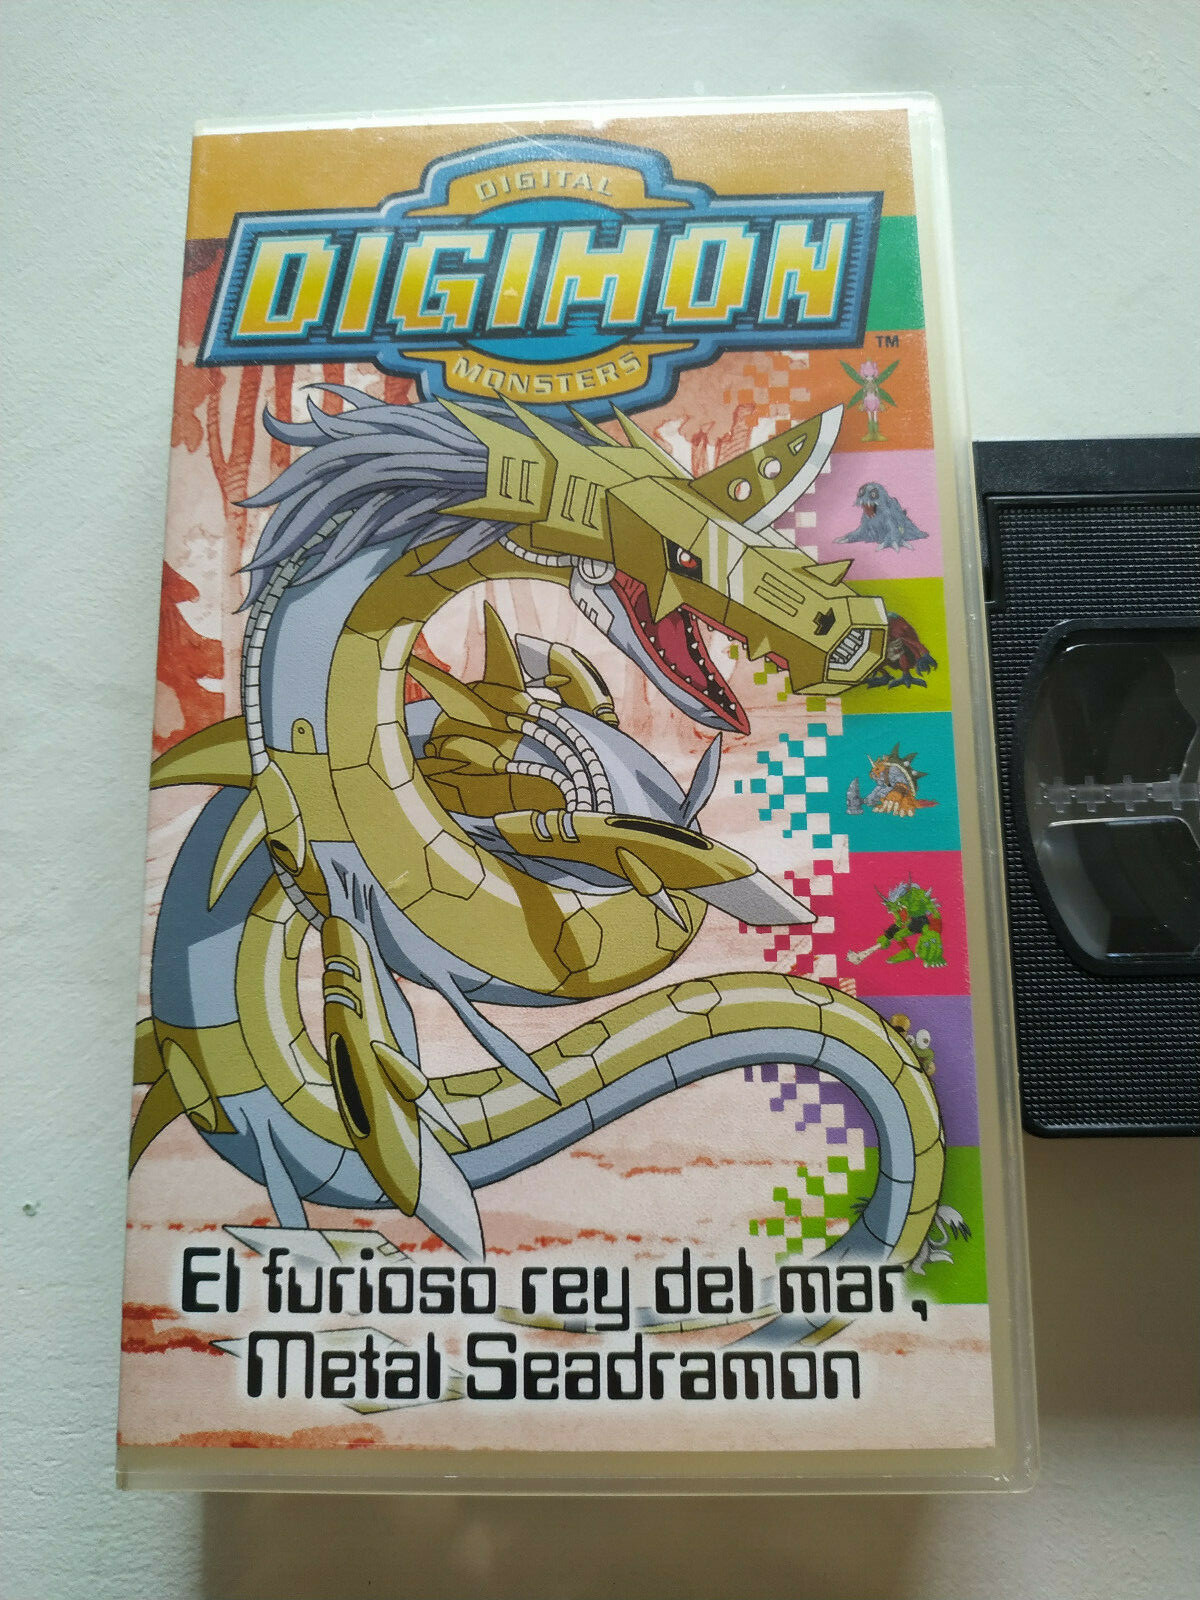 DIGITAL
DIGIMON
MONSTERS
TM
El furioso rey del mar,
Metal Seadramon